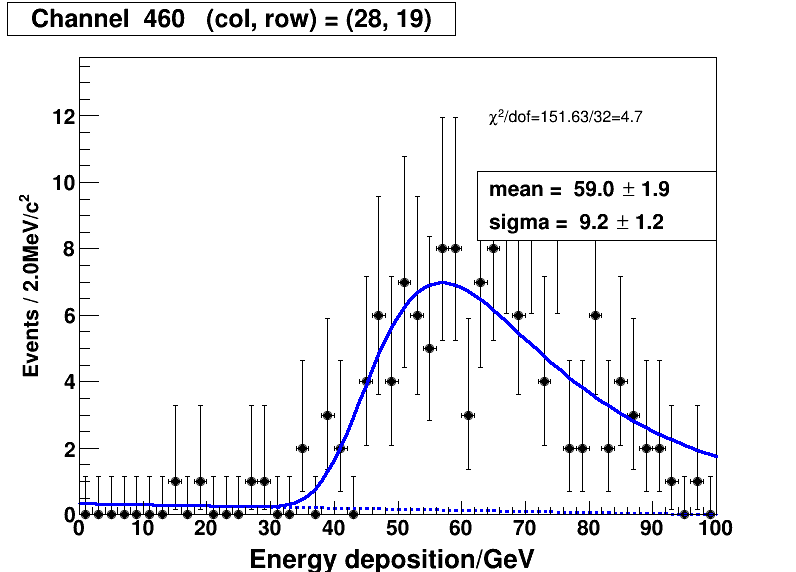 Channel 460 (col, row) = (28, 19)
χ²/dof=151.63/32=4.7
mean = 59.0 ± 1.9
sigma = 9.2 ± 1.2
Events / 2.0MeV/c²
12
10
8
6
4
2
0
0 10 20 30 40 50 60 70 80 90 100
Energy deposition/GeV